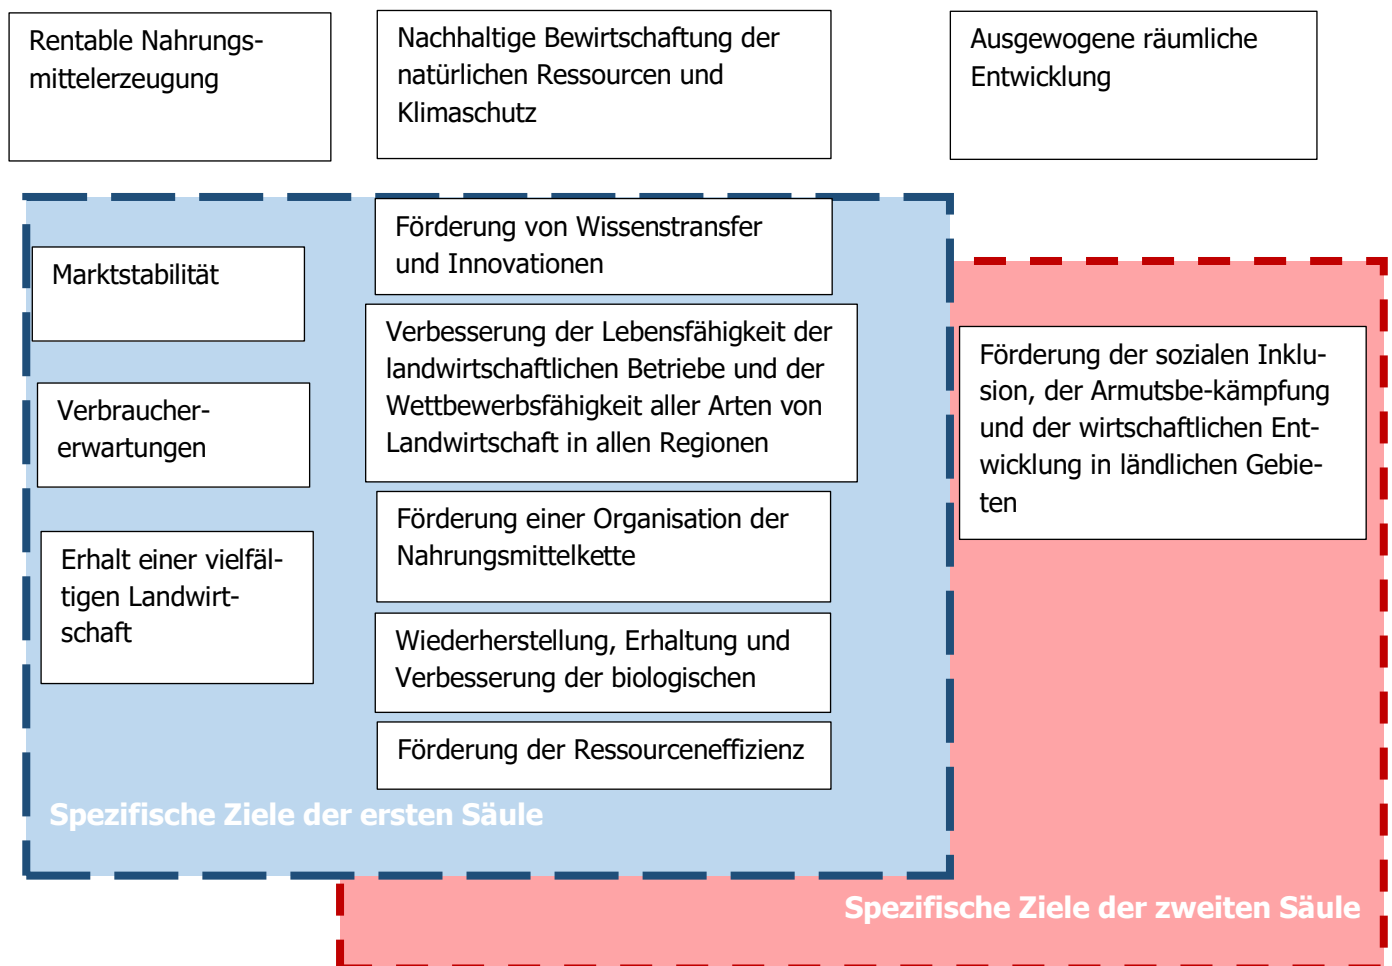 Rentable Nahrungs-
mittelerzeugung
Nachhaltige Bewirtschaftung der
natürlichen Ressourcen und
Klimaschutz
Ausgewogene räumliche
Entwicklung
Marktstabilität
Verbraucher-
erwartungen
Erhalt einer vielfäl-
tigen Landwirt-
schaft
Förderung von Wissenstransfer
und Innovationen
Verbesserung der Lebensfähigkeit der
landwirtschaftlichen Betriebe und der
Wettbewerbsfähigkeit aller Arten von
Landwirtschaft in allen Regionen
Förderung einer Organisation der
Nahrungsmittelkette
Wiederherstellung, Erhaltung und
Verbesserung der biologischen
Förderung der Ressourceneffizienz
Förderung der sozialen Inklu-
sion, der Armutsbe-kämpfung
und der wirtschaftlichen Ent-
wicklung in ländlichen Gebie-
ten
Spezifische Ziele der ersten Säule
Spezifische Ziele der zweiten Säule